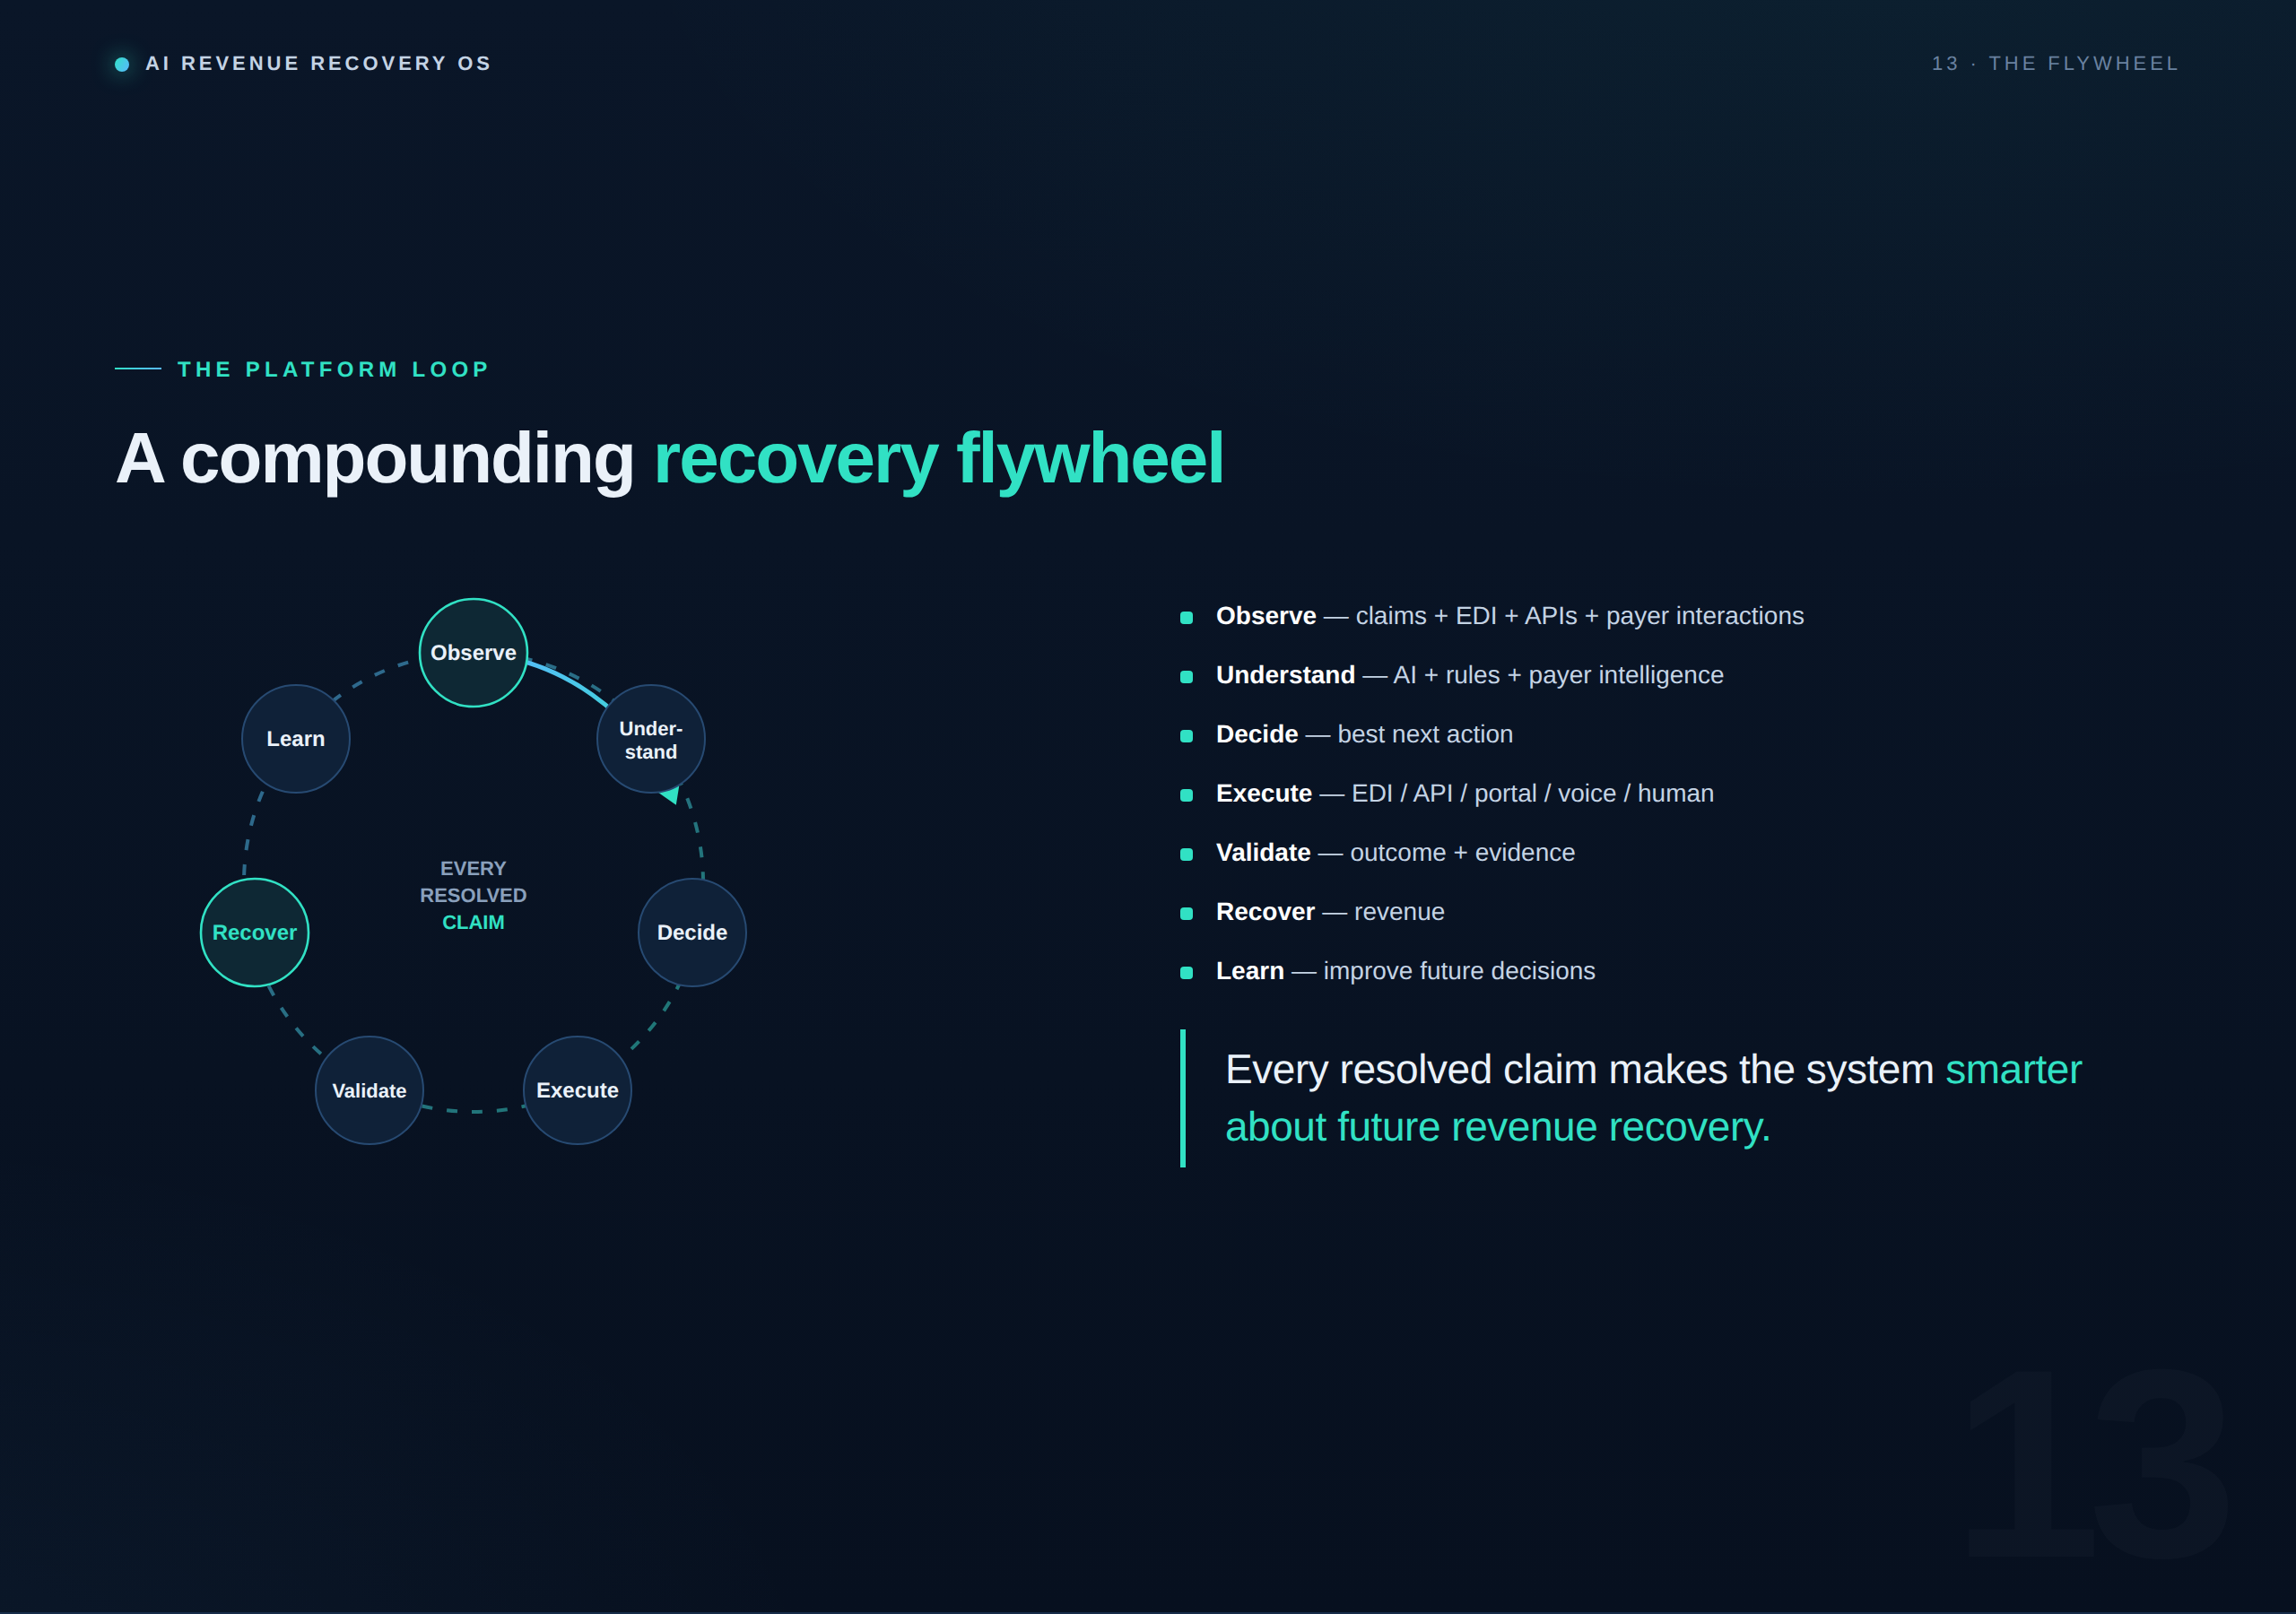 AI REVENUE RECOVERY OS
13 · THE FLYWHEEL
THE PLATFORM LOOP
A compounding recovery flywheel
Observe
Under-
stand
Learn
EVERY
RESOLVED
CLAIM
Recover
Decide
Validate
Execute
Observe — claims + EDI + APIs + payer interactions
Understand — AI + rules + payer intelligence
Decide — best next action
Execute — EDI / API / portal / voice / human
Validate — outcome + evidence
Recover — revenue
Learn — improve future decisions
Every resolved claim makes the system smarter
about future revenue recovery.
13